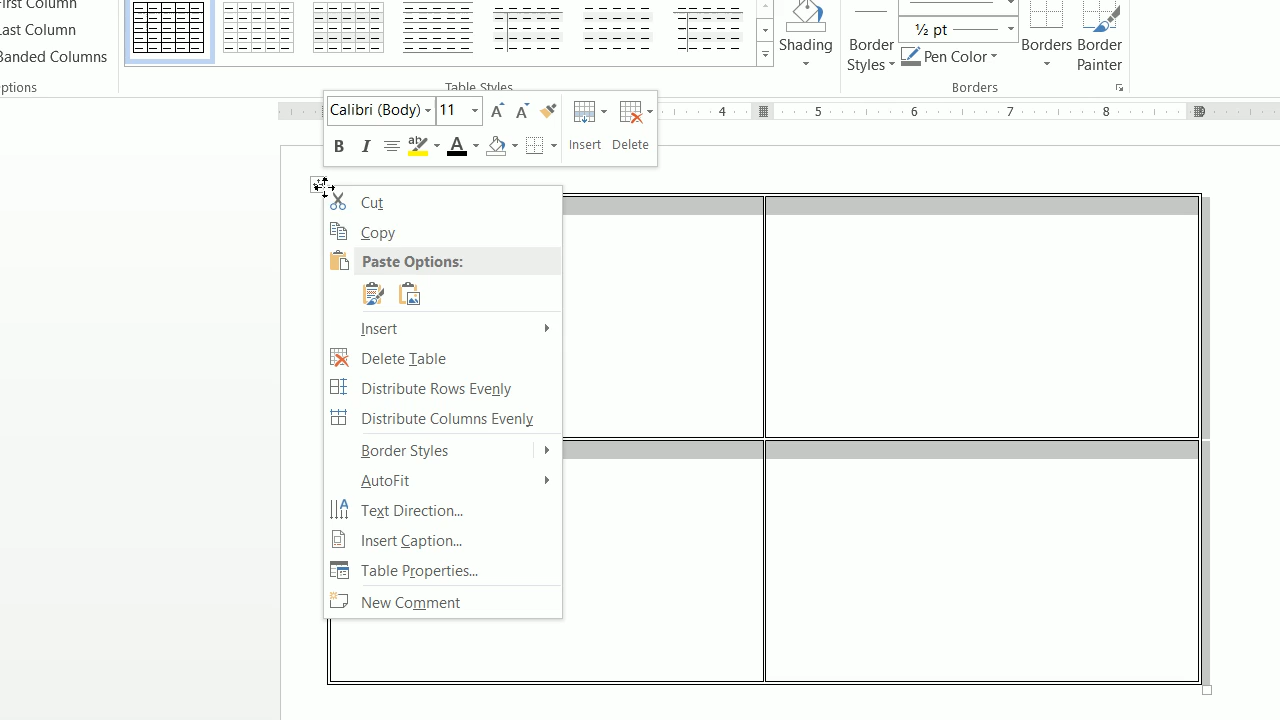 irst Column
Last Column
Banded Columns
ptions
Table Styles
Shading
Border
Styles
½ pt
Pen Color
Borders
Border
Painter
Borders
Calibri (Body)
11
B I ab A
Insert
Delete
4 5 6 7 8
Cut
Copy
Paste Options:
Insert
Delete Table
Distribute Rows Evenly
Distribute Columns Evenly
Border Styles
AutoFit
Text Direction...
Insert Caption...
Table Properties...
New Comment